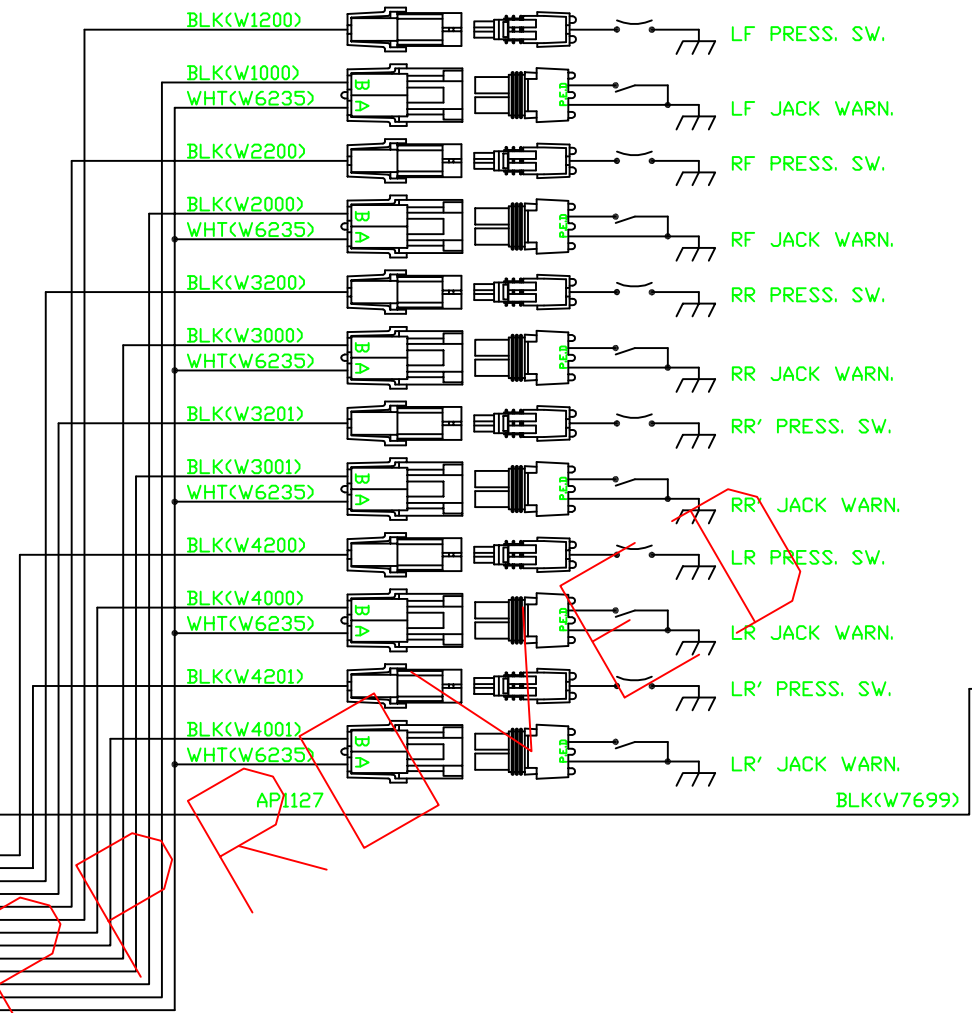 BLK(W1200)
LF PRESS. SW.
BLK(W1000)
B
WHT(W6235)
A
LF JACK WARN.
BLK(W2200)
RF PRESS. SW.
BLK(W2000)
B
WHT(W6235)
A
RF JACK WARN.
BLK(W3200)
RR PRESS. SW.
BLK(W3000)
B
WHT(W6235)
A
RR JACK WARN.
BLK(W3201)
RR' PRESS. SW.
BLK(W3001)
B
WHT(W6235)
A
RR' JACK WARN.
BLK(W4200)
LR PRESS. SW.
BLK(W4000)
B
WHT(W6235)
A
LR JACK WARN.
BLK(W4201)
LR' PRESS. SW.
BLK(W4001)
B
WHT(W6235)
A
LR' JACK WARN.
AP1127
BLK(W7699)
PROVED